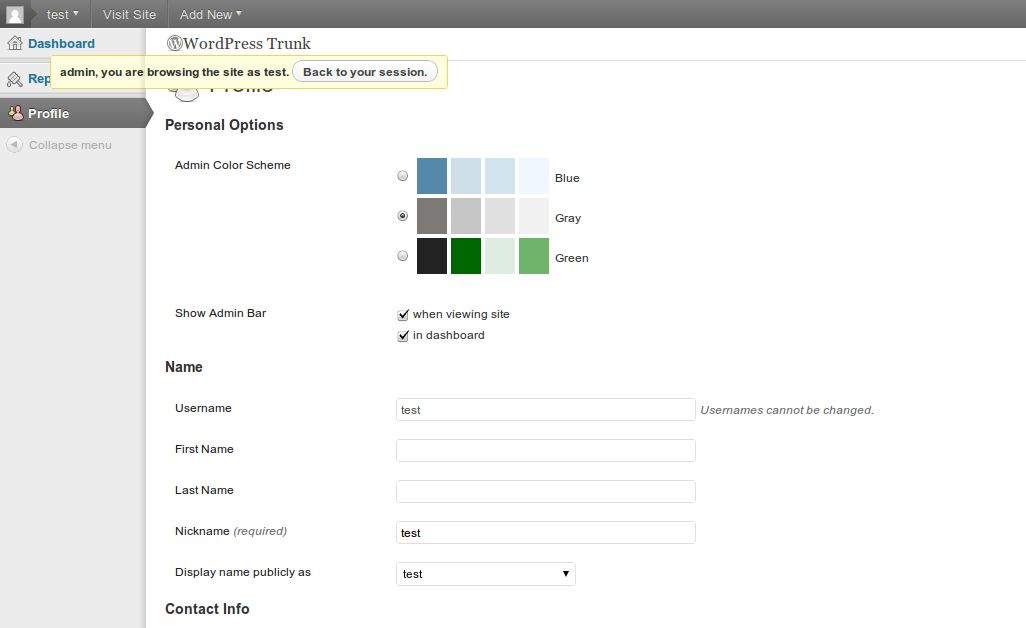 test Visit Site Add New
Dashboard
WordPress Trunk
admin, you are browsing the site as test. Back to your session.
Rep
Profile
Profile
Collapse menu
Personal Options
Admin Color Scheme
Blue
Gray
Green
Show Admin Bar
when viewing site
in dashboard
Name
Username test Usernames cannot be changed.
First Name
Last Name
Nickname (required) test
Display name publicly as test
Contact Info